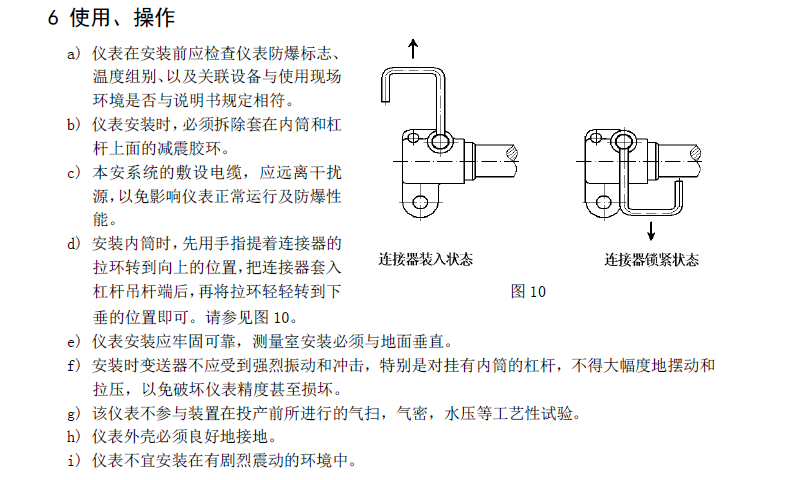 6 使用、操作
a) 仪表在安装前应检查仪表防爆标志、
温度组别、以及关联设备与使用现场
环境是否与说明书规定相符。
b) 仪表安装时，必须拆除套在内筒和杠
杆上面的减震胶环。
c) 本安系统的敷设电缆，应远离干扰
源，以免影响仪表正常运行及防爆性
能。
d) 安装内筒时，先用手指提着连接器的
拉环转到向上的位置，把连接器套入
杠杆吊杆端后，再将拉环轻轻转到下
垂的位置即可。请参见图 10。
连接器装入状态
连接器锁紧状态
图 10
e) 仪表安装应牢固可靠，测量室安装必须与地面垂直。
f) 安装时变送器不应受到强烈振动和冲击，特别是对挂有内筒的杠杆，不得大幅度地摆动和
拉压，以免破坏仪表精度甚至损坏。
g) 该仪表不参与装置在投产前所进行的气扫，气密，水压等工艺性试验。
h) 仪表外壳必须良好地接地。
i) 仪表不宜安装在有剧烈震动的环境中。